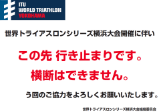 ITU
WORLD TRIATHLON
YOKOHAMA
世界トライアスロンシリーズ横浜大会開催に伴い
この先 行き止まりです。
横断はできません。
う回のご協力をよろしくお願いいたします。
世界トライアスロンシリーズ横浜大会組織委員会